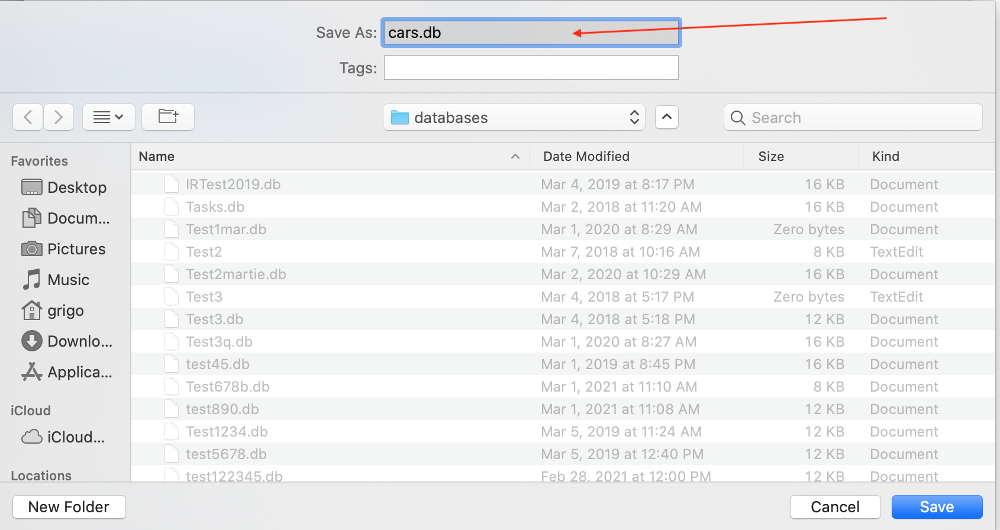 Save As: cars.db
Tags:
databases
Search
Favorites
Desktop
Docum...
Pictures
Music
grigo
Downlo...
Applica...
iCloud
iCloud...
Locations
Name Date Modified Size Kind
IRTest2019.db Mar 4, 2019 at 8:17 PM 16 KB Document
Tasks.db Mar 2, 2018 at 11:20 AM 16 KB Document
Test1mar.db Mar 1, 2020 at 8:29 AM Zero bytes Document
Test2 Mar 7, 2018 at 10:16 AM 8 KB TextEdit
Test2martie.db Mar 2, 2020 at 10:29 AM 16 KB Document
Test3 Mar 4, 2018 at 5:17 PM Zero bytes TextEdit
Test3.db Mar 4, 2018 at 5:18 PM 12 KB Document
Test3q.db Mar 1, 2020 at 8:27 AM 16 KB Document
test45.db Mar 1, 2019 at 8:45 PM 16 KB Document
Test678b.db Mar 1, 2021 at 11:10 AM 8 KB Document
test890.db Mar 1, 2021 at 11:08 AM 12 KB Document
Test1234.db Mar 5, 2019 at 11:24 AM 12 KB Document
test5678.db Mar 5, 2019 at 12:40 PM 12 KB Document
test122345.db Feb 28, 2021 at 12:00 PM 12 KB Document
New Folder
Cancel
Save